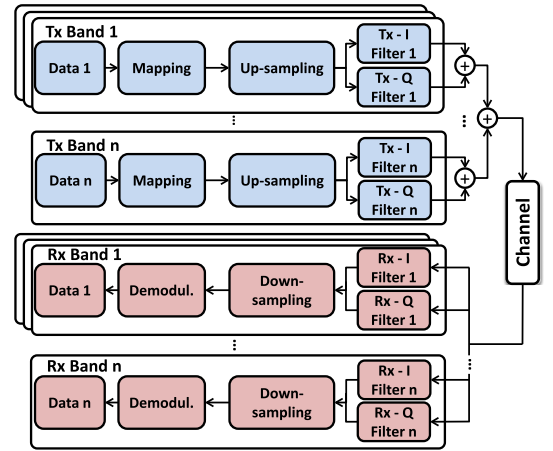 Tx Band 1
Data 1
Mapping
Up-sampling
Tx - I
Filter 1
Tx - Q
Filter 1
+
...
...
+
Tx Band n
Data n
Mapping
Up-sampling
Tx - I
Filter n
Tx - Q
Filter n
+
Channel
Rx Band 1
Data 1
Demodul.
Down-
sampling
Rx - I
Filter 1
Rx - Q
Filter 1
...
...
Rx Band n
Data n
Demodul.
Down-
sampling
Rx - I
Filter n
Rx - Q
Filter n